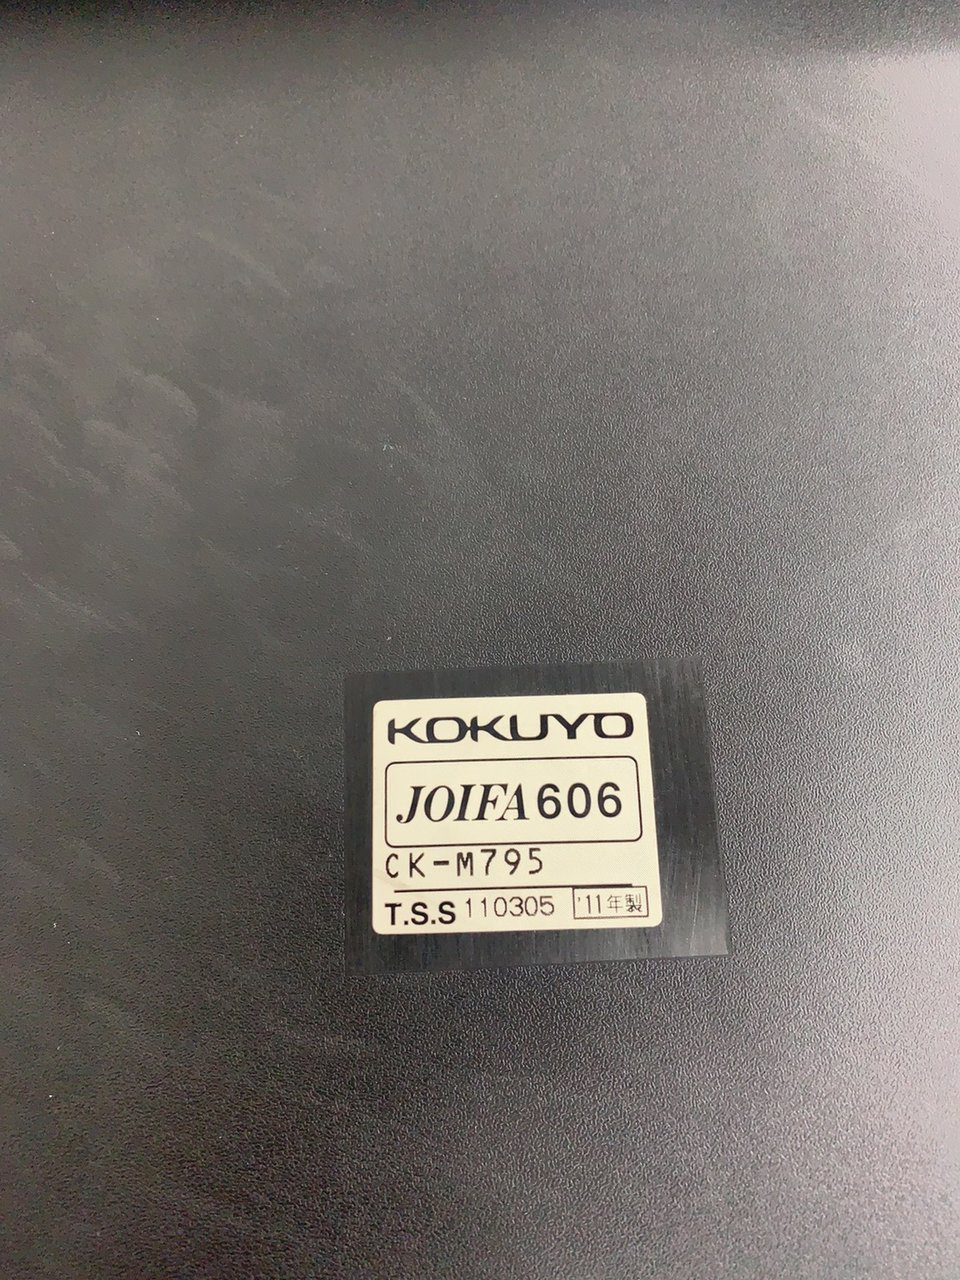 KOKUYO
JOIFA606
CK-M795
T.S.S 110305 '11年製